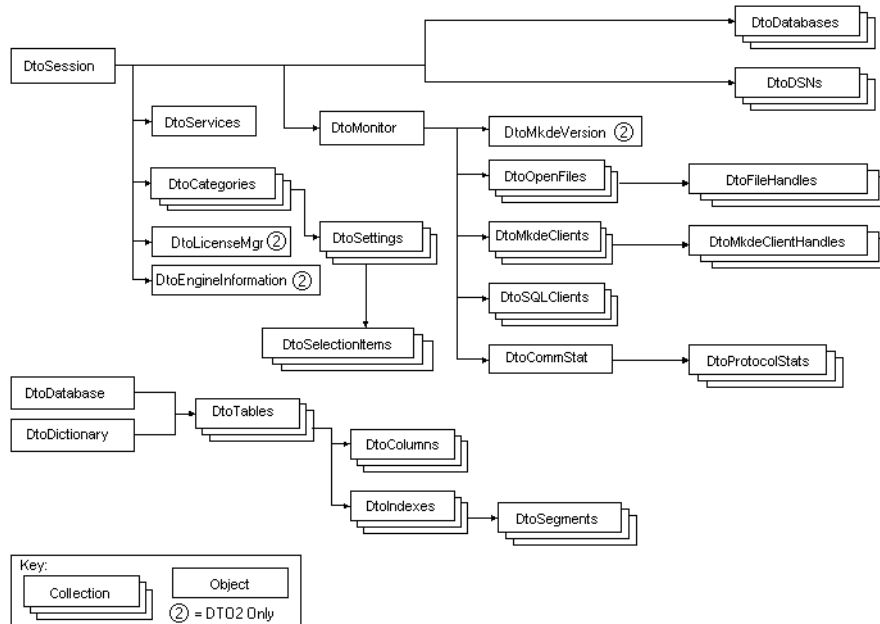 DtoDatabases
DtoSession
DtoDSNs
DtoServices
DtoMonitor
DtoMkdeVersion ②
DtoOpenFiles
DtoFileHandles
DtoCategories
DtoSettings
DtoMkdeClients
DtoMkdeClientHandles
DtoLicenseMgr ②
DtoEngineInformation ②
DtoSQLClients
DtoSelectionItems
DtoCommStat
DtoProtocolStats
DtoDatabase
DtoTables
DtoDictionary
DtoColumns
DtoIndexes
DtoSegments
Key:
Collection
Object
② = DTO2 Only